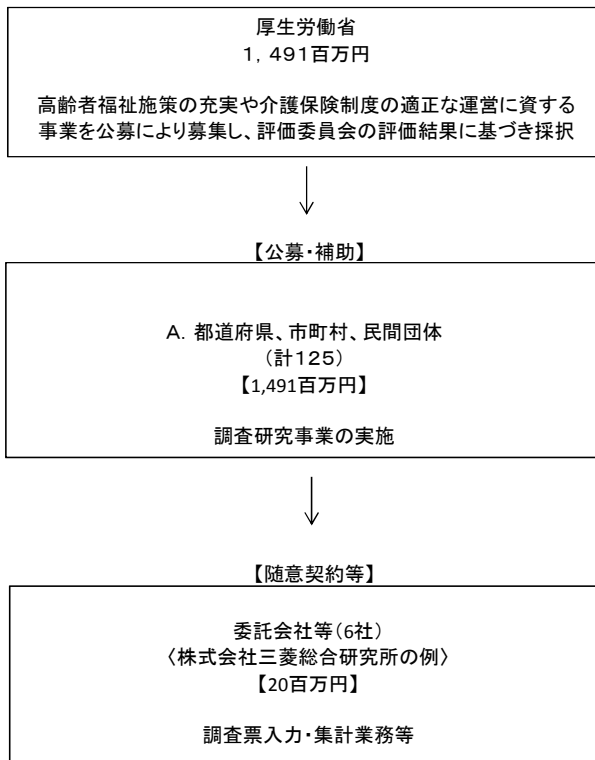 厚生労働省
１，４９１百万円
高齢者福祉施策の充実や介護保険制度の適正な運営に資する
事業を公募により募集し、評価委員会の評価結果に基づき採択
【公募・補助】
Ａ．都道府県、市町村、民間団体
（計１２５）
【1,491百万円】
調査研究事業の実施
【随意契約等】
委託会社等（6社）
〈株式会社三菱総合研究所の例〉
【20百万円】
調査票入力・集計業務等